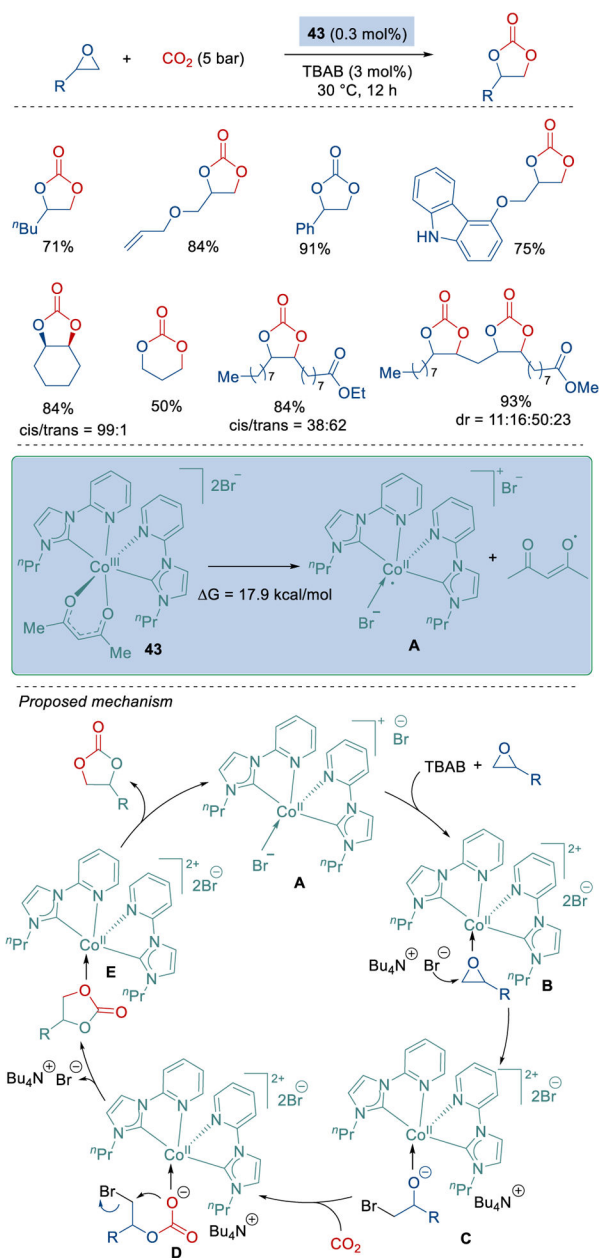 O
R
+
CO2 (5 bar)
43 (0.3 mol%)
TBAB (3 mol%)
30 °C, 12 h
O
O
O
R
O
O
O
nBu
71%
O
O
O
O
84%
O
O
O
Ph
91%
O
O
O
O
HN
75%
O
O
O
84%
cis/trans = 99:1
O
O
O
50%
O
O
O
Me
7
7
O
OEt
84%
cis/trans = 38:62
O
O
O
O
O
O
Me
7
7
O
OMe
93%
dr = 11:16:50:23
2Br−
N
N
N
N
N
N
nPr
CoIII
nPr
O
O
Me
Me
43
ΔG = 17.9 kcal/mol
+
Br−
N
N
N
N
N
N
nPr
CoII
•
nPr
Br
−
A
+
O
O•
Proposed mechanism
O
O
O
R
+
⊖
Br
N
N
N
N
N
N
nPr
CoII
nPr
Br
−
A
TBAB +
O
R
2+
2Br⊖
N
N
N
N
N
N
nPr
CoII
nPr
E
O
O
O
R
2+
2Br⊖
N
N
N
N
N
N
nPr
CoII
nPr
Bu4N⊕
Br⊖
O
R
B
Bu4N⊕ Br⊖
2+
2Br⊖
N
N
N
N
N
N
nPr
CoII
nPr
Br
O⊖
R
O
O
Bu4N⊕
D
CO2
2+
2Br⊖
N
N
N
N
N
N
nPr
CoII
nPr
O⊖
Br
R
Bu4N⊕
C